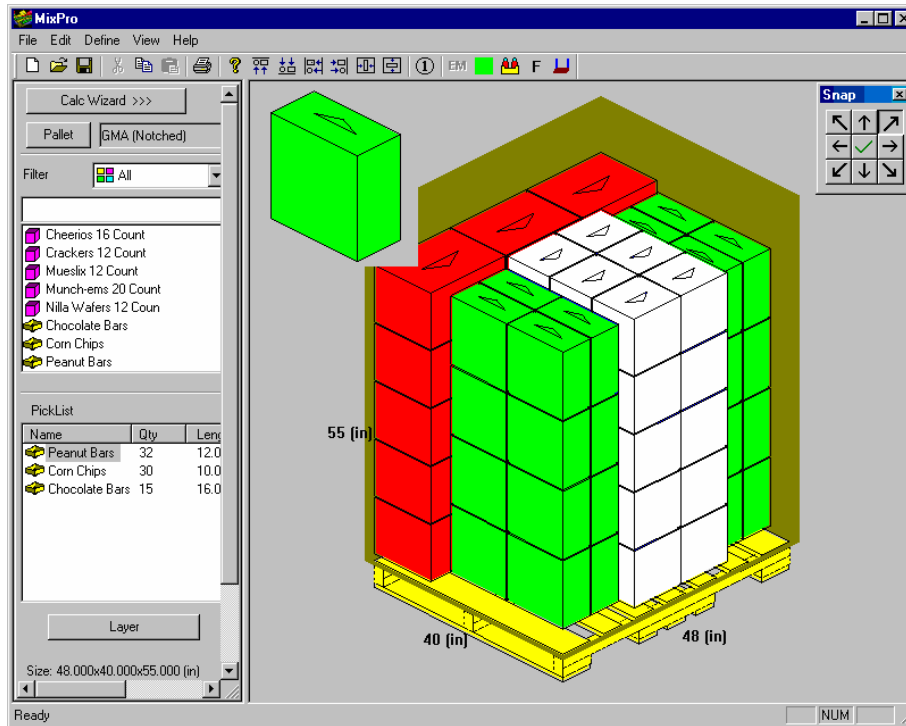 MixPro
File Edit Define View Help
EM F
Calc Wizard >>>
Pallet GMA (Notched)
Filter All
Cheerios 16 Count
Crackers 12 Count
Mueslix 12 Count
Munch-ems 20 Count
Nilla Wafers 12 Coun
Chocolate Bars
Corn Chips
Peanut Bars
PickList
Name Qty Leng
Peanut Bars 32 12.0
Corn Chips 30 10.0
Chocolate Bars 15 16.0
Layer
Size: 48.000x40.000x55.000 (in)
55 (in)
40 (in)
48 (in)
Snap
Ready NUM